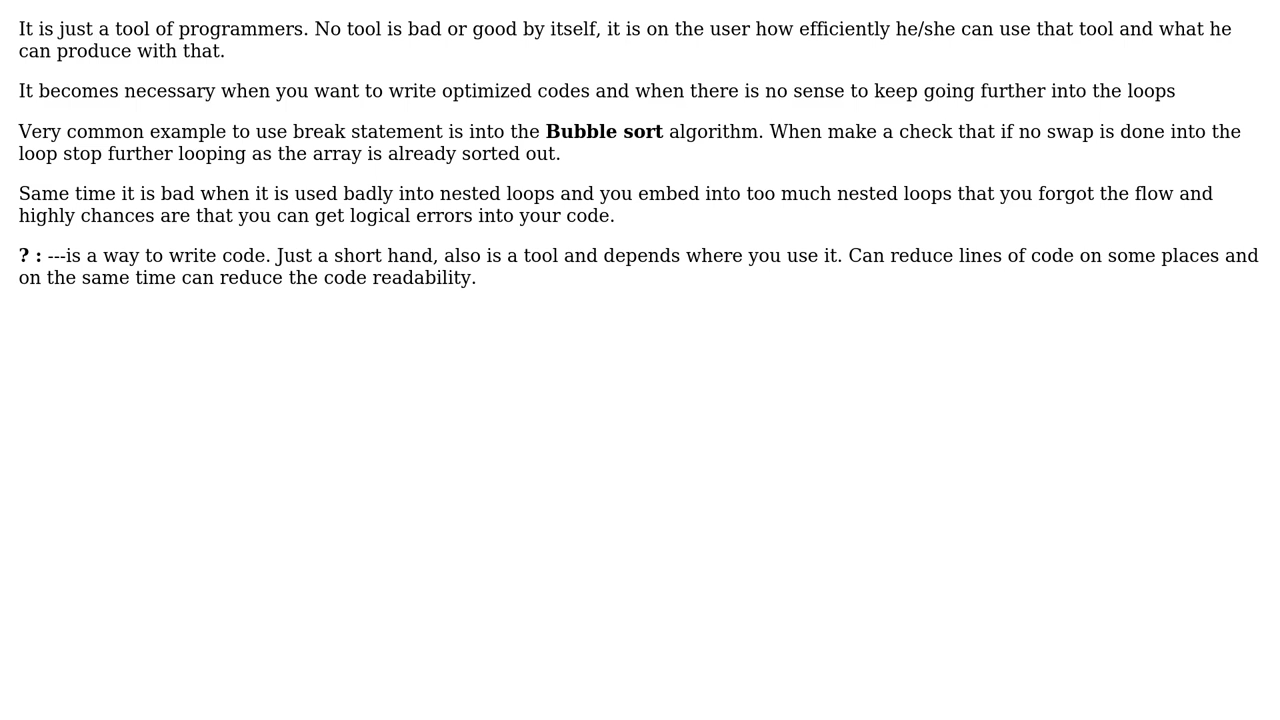 It is just a tool of programmers. No tool is bad or good by itself, it is on the user how efficiently he/she can use that tool and what he
can produce with that.
It becomes necessary when you want to write optimized codes and when there is no sense to keep going further into the loops
Very common example to use break statement is into the Bubble sort algorithm. When make a check that if no swap is done into the
loop stop further looping as the array is already sorted out.
Same time it is bad when it is used badly into nested loops and you embed into too much nested loops that you forgot the flow and
highly chances are that you can get logical errors into your code.
? : ---is a way to write code. Just a short hand, also is a tool and depends where you use it. Can reduce lines of code on some places and
on the same time can reduce the code readability.